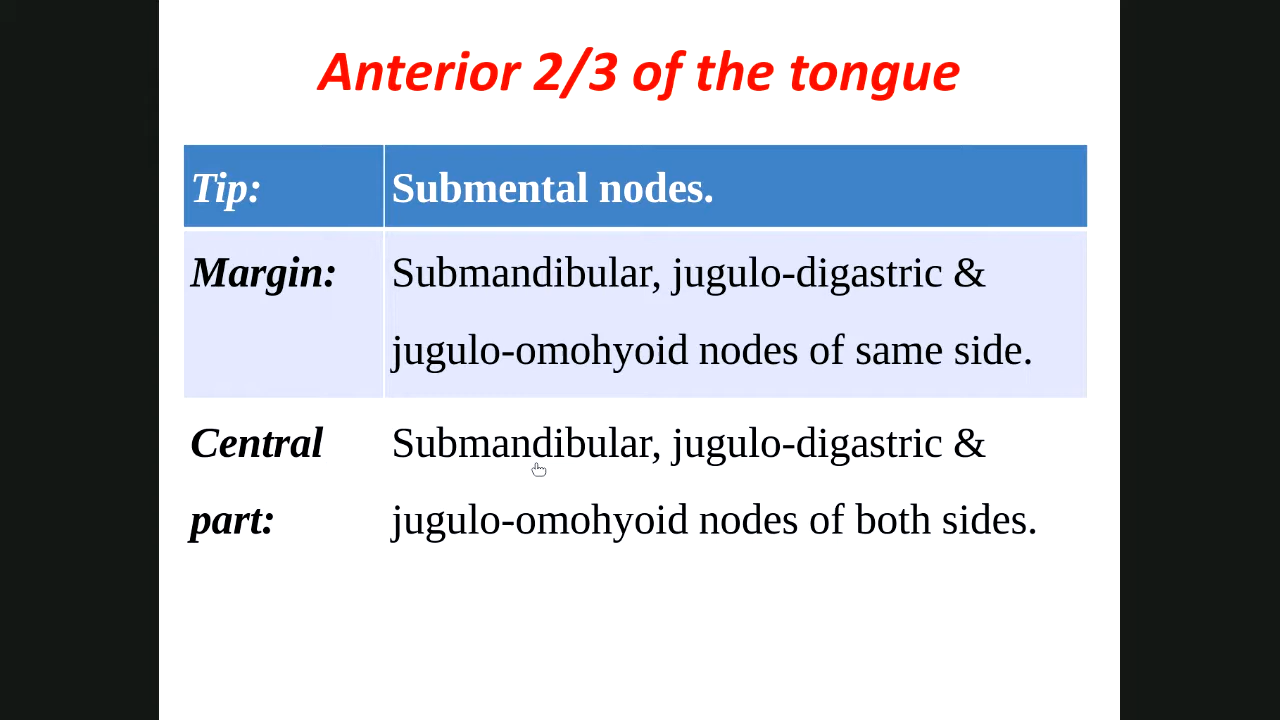 Anterior 2/3 of the tongue
Tip: Submental nodes.
Margin: Submandibular, jugulo-digastric &
jugulo-omohyoid nodes of same side.
Central Submandibular, jugulo-digastric &
part: jugulo-omohyoid nodes of both sides.